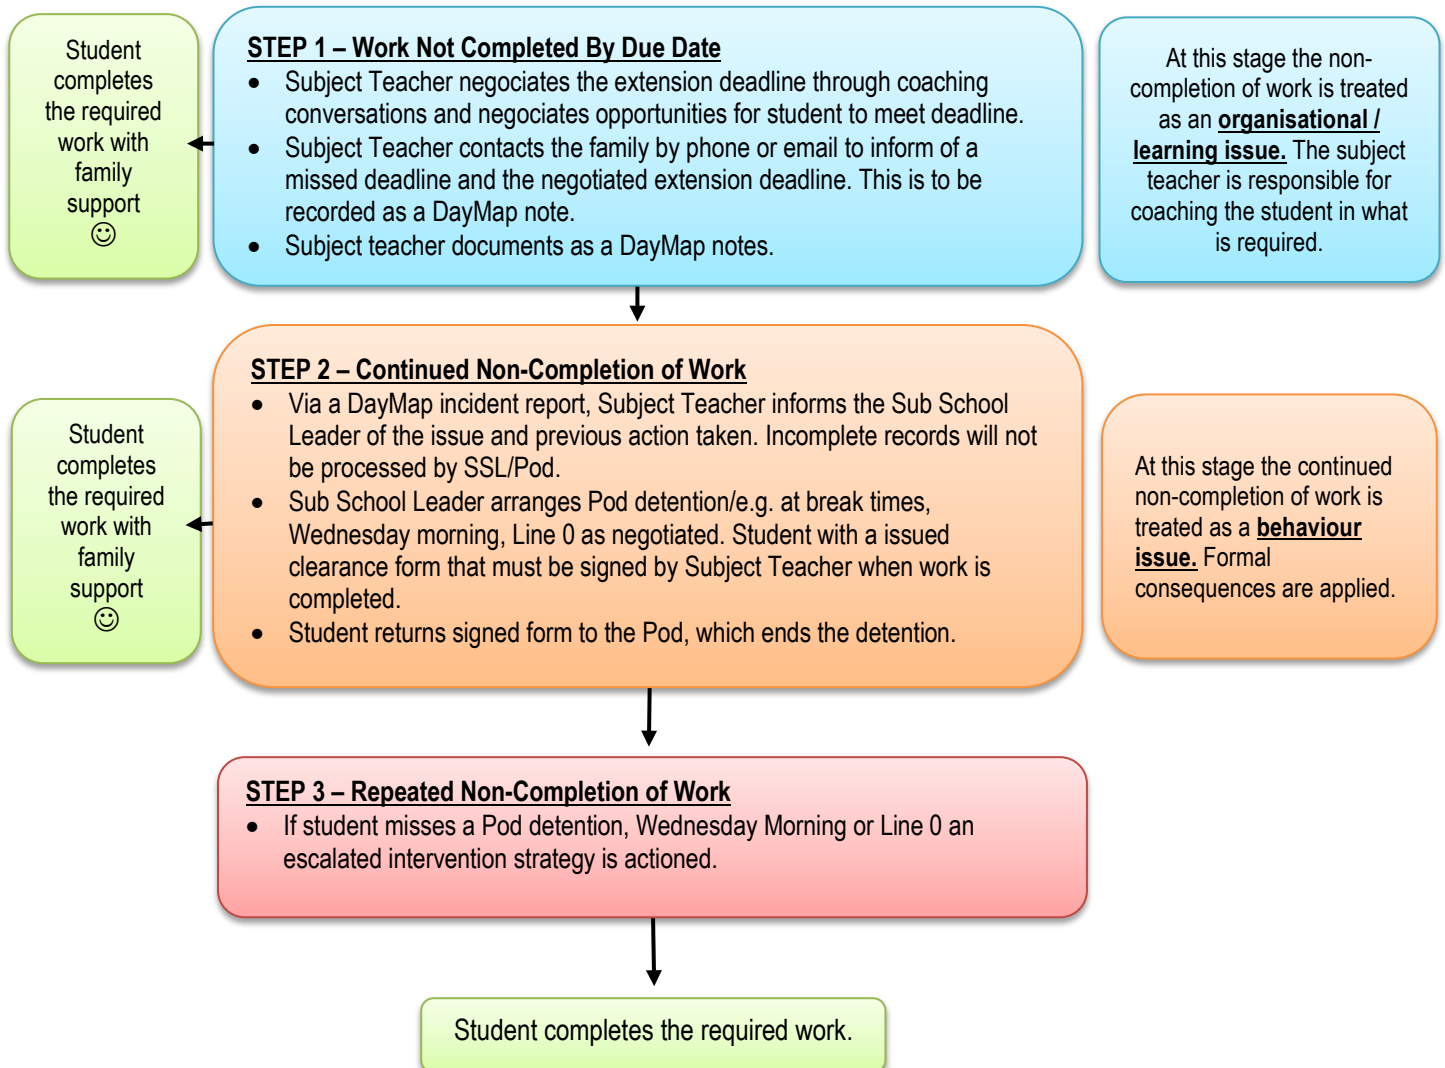 Student
completes
the required
work with
family
support
☺
STEP 1 – Work Not Completed By Due Date
• Subject Teacher negociates the extension deadline through coaching
conversations and negociates opportunities for student to meet deadline.
• Subject Teacher contacts the family by phone or email to inform of a
missed deadline and the negotiated extension deadline. This is to be
recorded as a DayMap note.
• Subject teacher documents as a DayMap notes.
At this stage the non-
completion of work is treated
as an organisational /
learning issue. The subject
teacher is responsible for
coaching the student in what
is required.
Student
completes
the required
work with
family
support
☺
STEP 2 – Continued Non-Completion of Work
• Via a DayMap incident report, Subject Teacher informs the Sub School
Leader of the issue and previous action taken. Incomplete records will not
be processed by SSL/Pod.
• Sub School Leader arranges Pod detention/e.g. at break times,
Wednesday morning, Line 0 as negotiated. Student with a issued
clearance form that must be signed by Subject Teacher when work is
completed.
• Student returns signed form to the Pod, which ends the detention.
At this stage the continued
non-completion of work is
treated as a behaviour
issue. Formal
consequences are applied.
STEP 3 – Repeated Non-Completion of Work
• If student misses a Pod detention, Wednesday Morning or Line 0 an
escalated intervention strategy is actioned.
Student completes the required work.